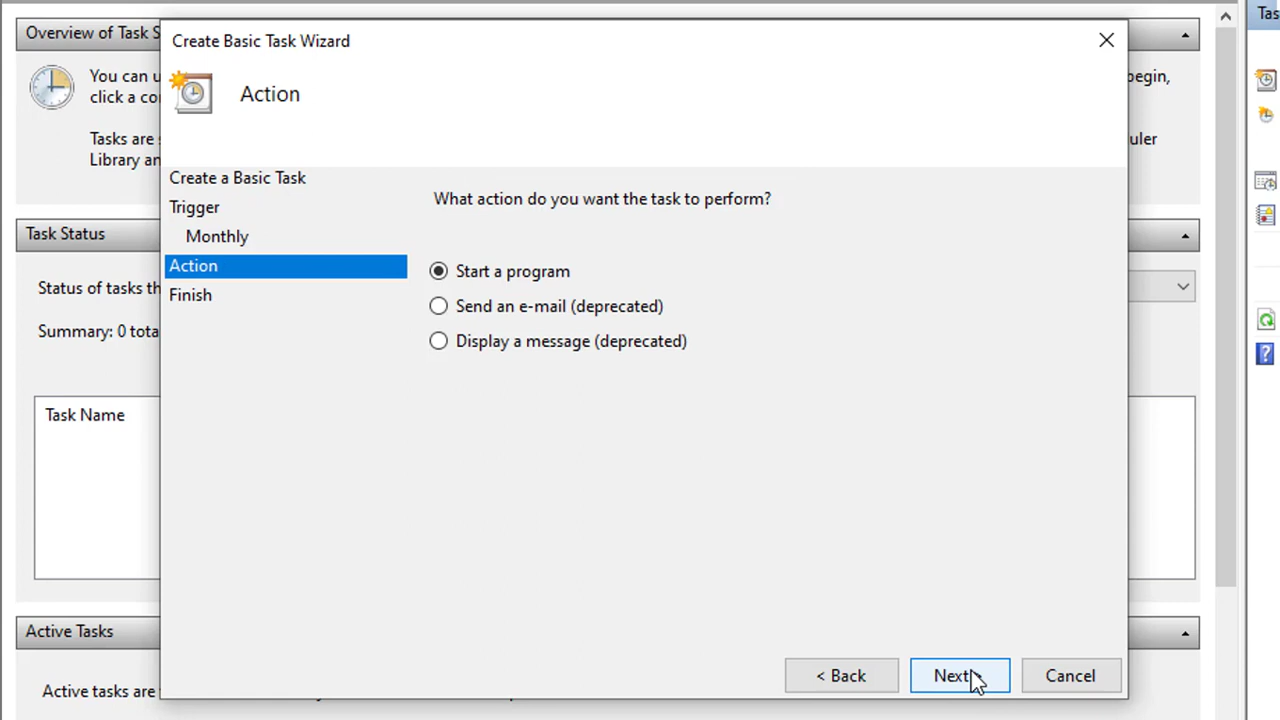 Tas
Overview of Task S
Create Basic Task Wizard
Action
You can u
begin,
click a co
Tasks are
uler
Library an
Create a Basic Task
Trigger
Monthly
Action
Finish
What action do you want the task to perform?
Start a program
Send an e-mail (deprecated)
Display a message (deprecated)
Task Status
Status of tasks th
Summary: 0 tota
Task Name
Active Tasks
Active tasks are
< Back
Next
Cancel